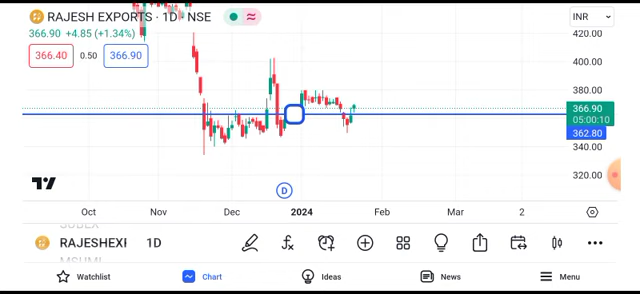 RAJESH EXPORTS · 1D · NSE
INR
366.90 +4.85 (+1.34%)
366.40 0.50 366.90
420.00
400.00
380.00
366.90
05:00:10
362.80
340.00
320.00
D
Oct Nov Dec 2024 Feb Mar 2
RAJESHEXI 1D
Watchlist Chart Ideas News Menu